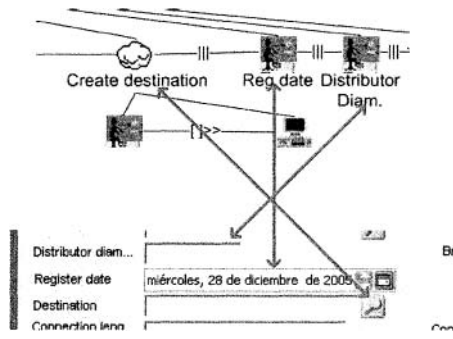 |||
|||
|||
Create destination
Reg date
Distributor
Diam.
[ ]>>
Distributor diam...
Register date
miércoles, 28 de diciembre de 2005
Destination
Connection leng